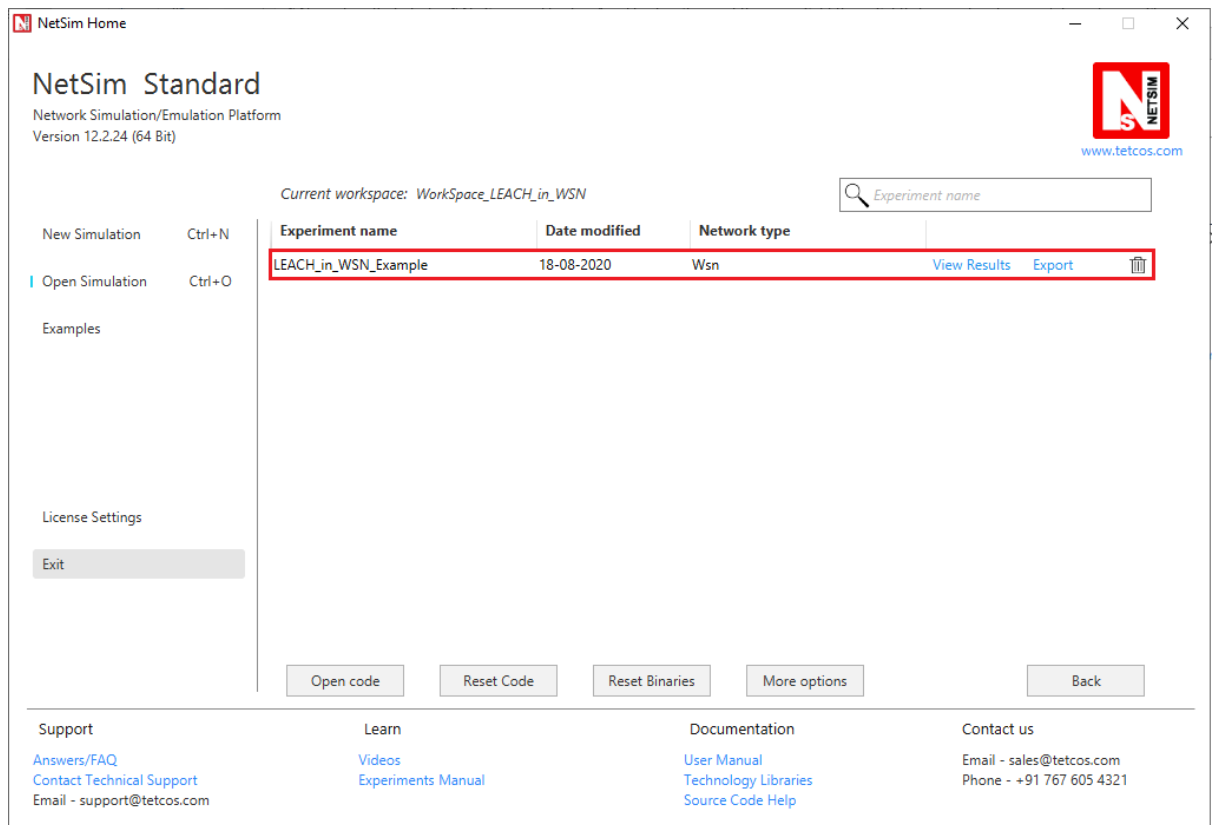 NetSim Home
NetSim Standard
Network Simulation/Emulation Platform
Version 12.2.24 (64 Bit)
N
S
NETSIM
www.tetcos.com
Current workspace: WorkSpace_LEACH_in_WSN
Experiment name
New Simulation Ctrl+N
Open Simulation Ctrl+O
Examples
License Settings
Exit
Experiment name Date modified Network type
LEACH_in_WSN_Example 18-08-2020 Wsn View Results Export
Open code Reset Code Reset Binaries More options Back
Support
Answers/FAQ
Contact Technical Support
Email - support@tetcos.com
Learn
Videos
Experiments Manual
Documentation
User Manual
Technology Libraries
Source Code Help
Contact us
Email - sales@tetcos.com
Phone - +91 767 605 4321